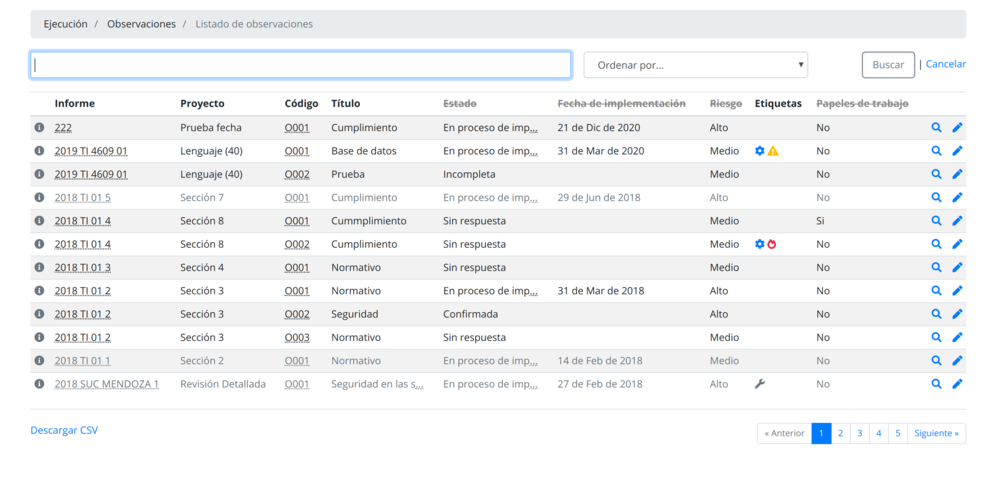 Ejecución / Observaciones / Listado de observaciones
Ordenar por... Buscar | Cancelar
Informe Proyecto Código Título Estado Fecha de implementación Riesgo Etiquetas Papeles de trabajo
222 Prueba fecha O001 Cumplimiento En proceso de imp... 21 de Dic de 2020 Alto No
2019 TI 4609 01 Lenguaje (40) O001 Base de datos En proceso de imp... 31 de Mar de 2020 Medio No
2019 TI 4609 01 Lenguaje (40) O002 Prueba Incompleta Medio No
2018 TI 01 5 Sección 7 O001 Cumplimiento En proceso de imp... 29 de Jun de 2018 Alto No
2018 TI 01 4 Sección 8 O001 Cummplimiento Sin respuesta Medio Si
2018 TI 01 4 Sección 8 O002 Cumplimiento Sin respuesta Medio No
2018 TI 01 3 Sección 4 O001 Normativo Sin respuesta Medio No
2018 TI 01 2 Sección 3 O001 Normativo En proceso de imp... 31 de Mar de 2018 Alto No
2018 TI 01 2 Sección 3 O002 Seguridad Confirmada Alto No
2018 TI 01 2 Sección 3 O003 Normativo Sin respuesta Medio No
2018 TI 01 1 Sección 2 O001 Normativo En proceso de imp... 14 de Feb de 2018 Medio No
2018 SUC MENDOZA 1 Revisión Detallada O001 Seguridad en las s... En proceso de imp... 27 de Feb de 2018 Alto No
Descargar CSV « Anterior 1 2 3 4 5 Siguiente »